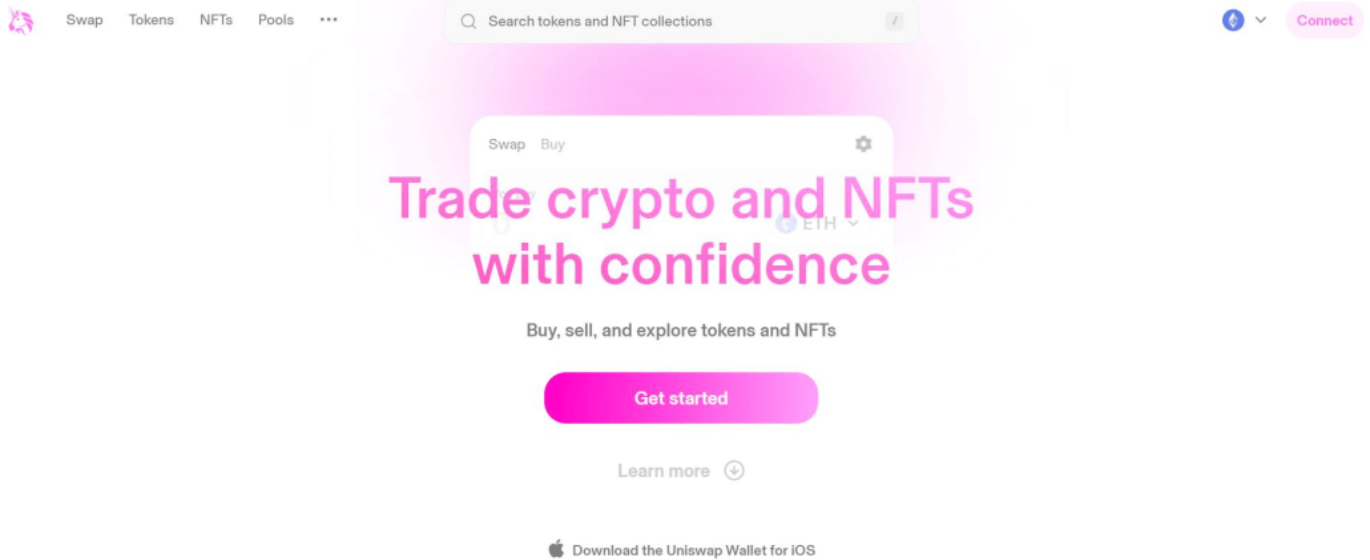 Swap Tokens NFTs Pools •••
Search tokens and NFT collections /
Connect
Swap Buy
Trade crypto and NFTs
ETH
with confidence
Buy, sell, and explore tokens and NFTs
Get started
Learn more
Download the Uniswap Wallet for iOS